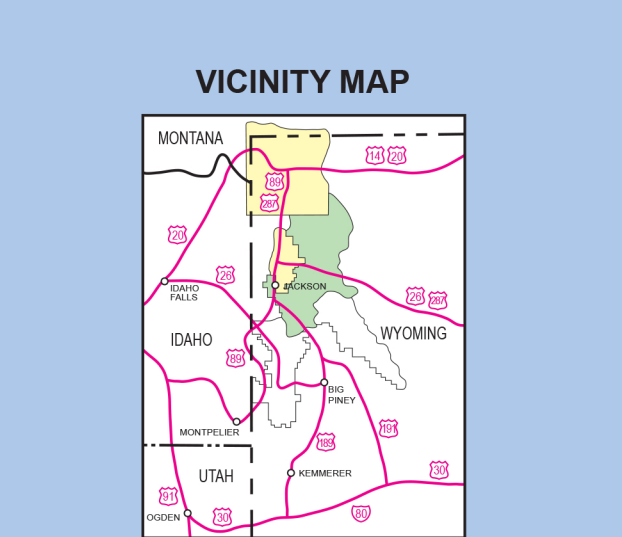 VICINITY MAP
MONTANA
14 20
89
287
20
26
IDAHO
FALLS
JACKSON
26 287
WYOMING
IDAHO
89
BIG
PINEY
MONTPELIER
191
189
UTAH
KEMMERER
30
91
OGDEN
30
80